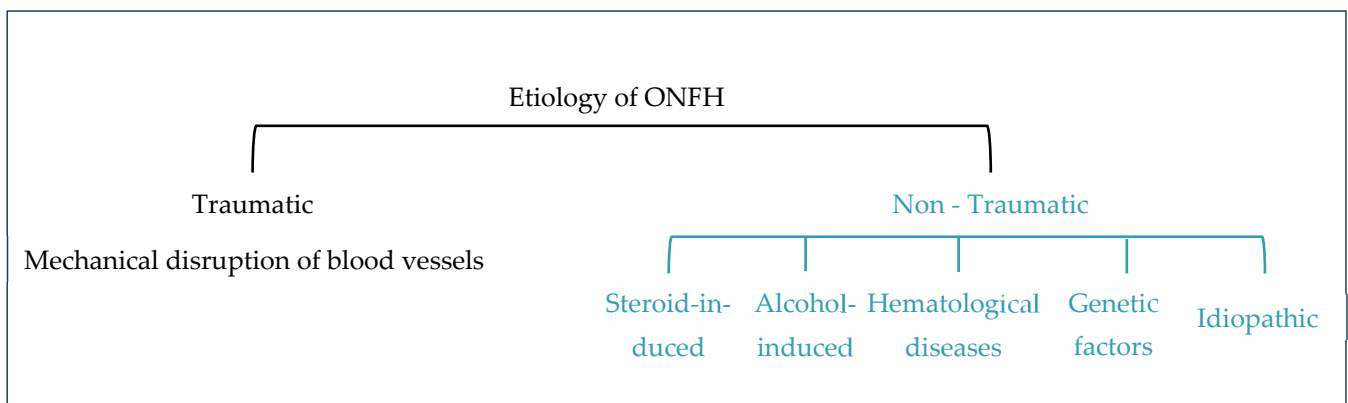 Etiology of ONFH
Traumatic
Non - Traumatic
Mechanical disruption of blood vessels
Steroid-in-
duced
Alcohol-
induced
Hematological
diseases
Genetic
factors
Idiopathic